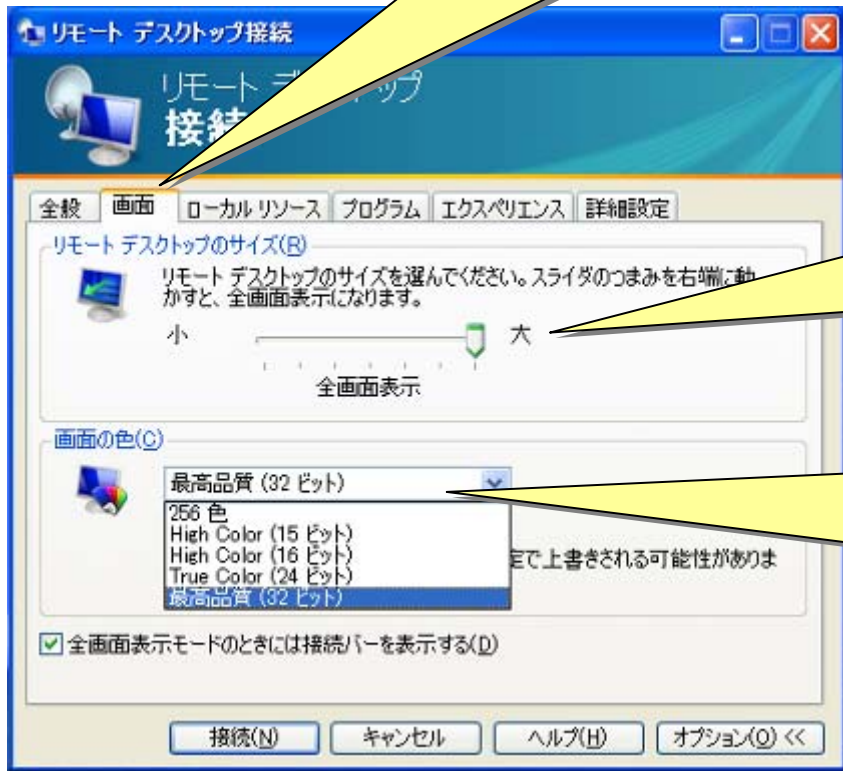 リモート デスクトップ接続
リモート デ ップ
接続
全般 画面 ローカル リソース プログラム エクスペリエンス 詳細設定
リモート デスクトップのサイズ(R)
リモート デスクトップのサイズを選んでください。スライダのつまみを右端に動
かすと、全画面表示になります。
小 大
全画面表示
画面の色(C)
最高品質 (32 ビット)
256 色
High Color (15 ビット)
High Color (16 ビット)
True Color (24 ビット)
最高品質 (32 ビット)
定で上書きされる可能性がありま
全画面表示モードのときには接続バーを表示する(D)
接続(N) キャンセル ヘルプ(H) オプション(O) <<